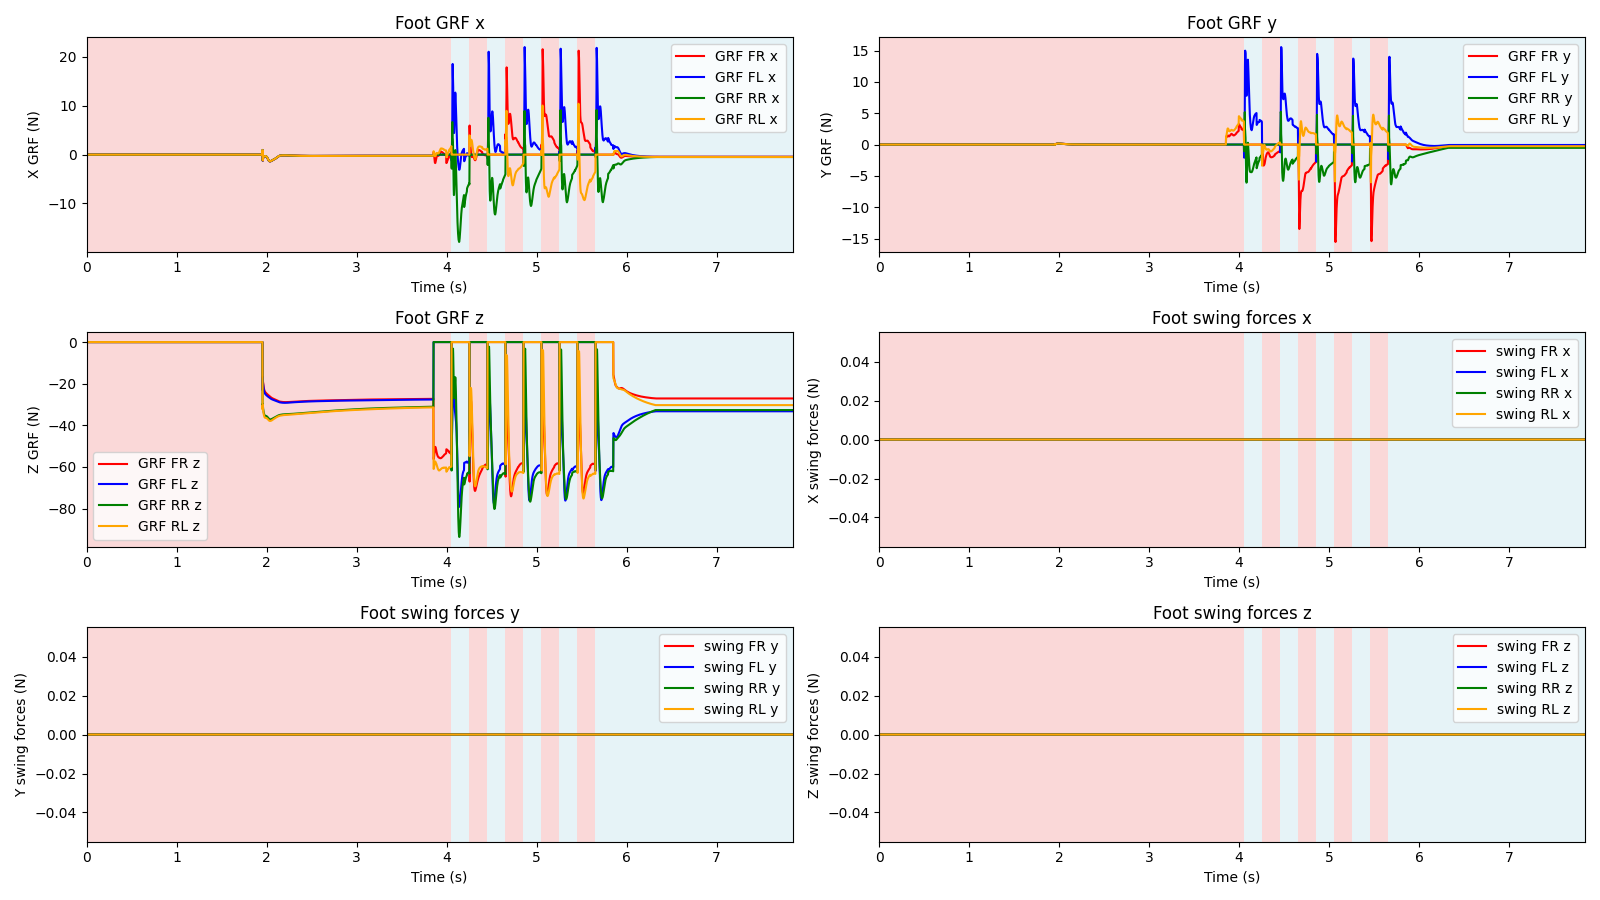 Foot GRF x
X GRF (N)
20
10
0
−10
GRF FR x
GRF FL x
GRF RR x
GRF RL x
0 1 2 3 4 5 6 7
Time (s)
Foot GRF y
Y GRF (N)
15
10
5
0
−5
−10
−15
GRF FR y
GRF FL y
GRF RR y
GRF RL y
0 1 2 3 4 5 6 7
Time (s)
Foot GRF z
Z GRF (N)
0
−20
−40
−60
−80
GRF FR z
GRF FL z
GRF RR z
GRF RL z
0 1 2 3 4 5 6 7
Time (s)
Foot swing forces x
X swing forces (N)
0.04
0.02
0.00
−0.02
−0.04
swing FR x
swing FL x
swing RR x
swing RL x
0 1 2 3 4 5 6 7
Time (s)
Foot swing forces y
Y swing forces (N)
0.04
0.02
0.00
−0.02
−0.04
swing FR y
swing FL y
swing RR y
swing RL y
0 1 2 3 4 5 6 7
Time (s)
Foot swing forces z
Z swing forces (N)
0.04
0.02
0.00
−0.02
−0.04
swing FR z
swing FL z
swing RR z
swing RL z
0 1 2 3 4 5 6 7
Time (s)